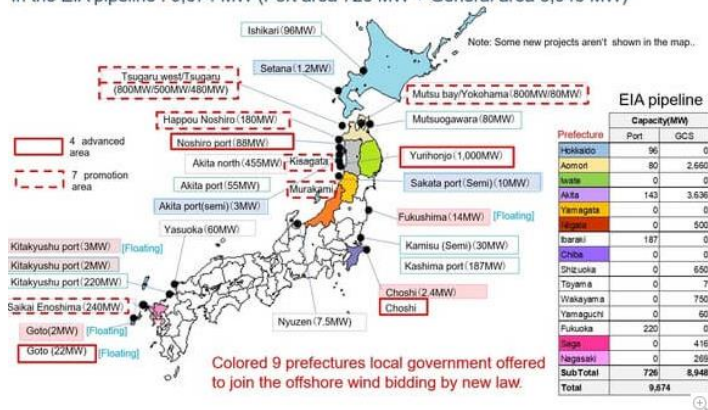 Ishikari(96MW)
Note: Some new projects aren't shown in the map..
Setana(1.2MW)
Tsugaru west/Tsugaru
(800MW/500MW/480MW)
Mutsu bay/Yokohama(800MW/80MW)
Happou Noshiro(180MW)
Mutsuogawara(80MW)
Noshiro port(88MW)
4 advanced
area
7 promotion
area
Akita north(455MW)
Kisagata
Yurihonjo(1,000MW)
Akita port(55MW)
Murakami
Sakata port(Semi)(10MW)
Akita port(semi)(3MW)
Fukushima(14MW) [Floating]
Yasuoka(60MW)
Kitakyushu port(3MW) [Floating]
Kamisu (Semi)(30MW)
Kitakyushu port(2MW)
Kashima port(187MW)
Kitakyushu port(220MW)
Choshi(2.4MW)
Choshi
Saikai Enoshima(240MW)
Goto(2MW) [Floating]
Nyuzen(7.5MW)
Goto (22MW) [Floating]
Colored 9 prefectures local government offered
to join the offshore wind bidding by new law.
EIA pipeline
Capacity(MW)
Prefecture Port GCS
Hokkaido 96 0
Aomori 80 2,660
Iwata 0 0
Akita 143 3,636
Yamagata 0 0
Niigata 0 500
Ibaraki 187 0
Chiba 0 0
Shizuoka 0 650
Toyama 0 7
Wakayama 0 750
Yamaguchi 0 60
Fukuoka 220 0
Saga 0 416
Nagasaki 0 269
SubTotal 726 8,948
Total 9,674